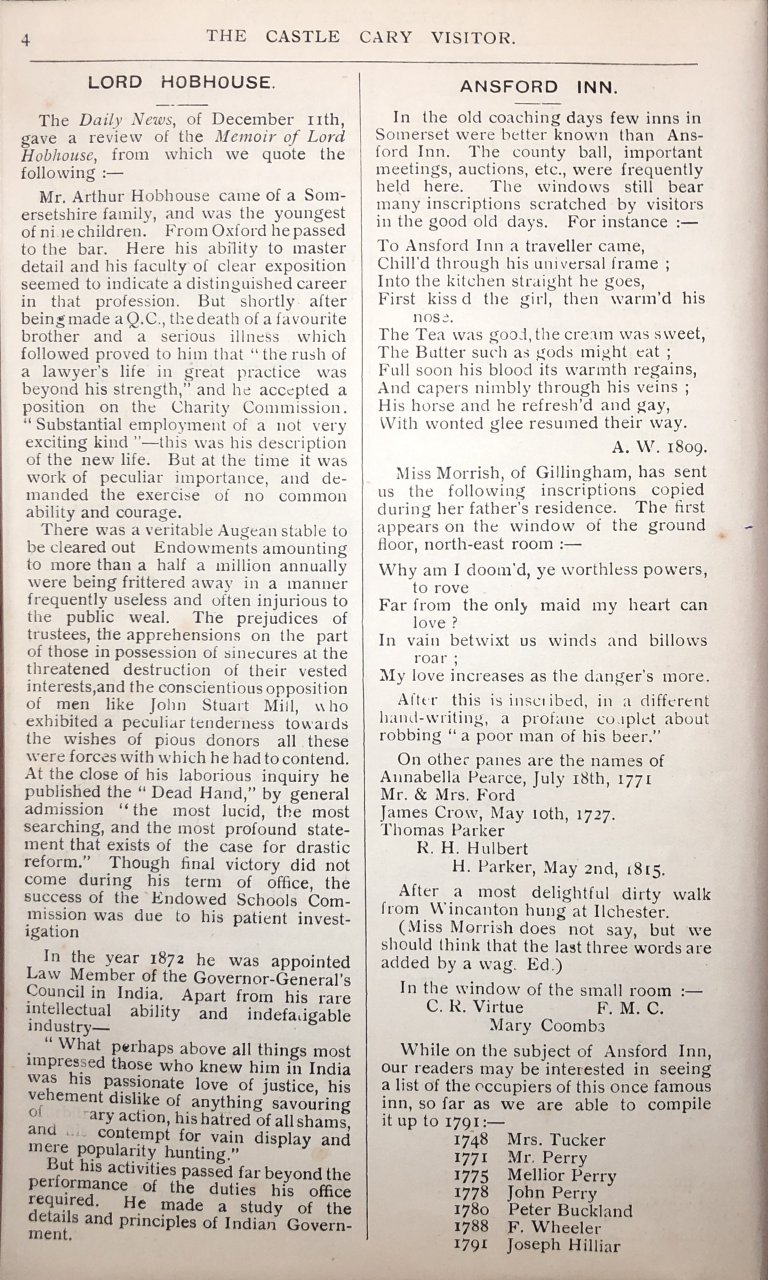 4
THE CASTLE CARY VISITOR.
LORD HOBHOUSE.
The Daily News, of December 11th,
gave a review of the Memoir of Lord
Hobhouse, from which we quote the
following :—
Mr. Arthur Hobhouse came of a Som-
ersetshire family, and was the youngest
of ni ie children. From Oxford he passed
to the bar. Here his ability to master
detail and his faculty of clear exposition
seemed to indicate a distinguished career
in that profession. But shortly after
being made a Q.C., the death of a favourite
brother and a serious illness which
followed proved to him that "the rush of
a lawyer's life in great practice was
beyond his strength," and he accepted a
position on the Charity Commission.
"Substantial employment of a not very
exciting kind"—this was his description
of the new life. But at the time it was
work of peculiar importance, and de-
manded the exercise of no common
ability and courage.
There was a veritable Augean stable to
be cleared out Endowments amounting
to more than a half a million annually
were being frittered away in a manner
frequently useless and often injurious to
the public weal. The prejudices of
trustees, the apprehensions on the part
of those in possession of sinecures at the
threatened destruction of their vested
interests,and the conscientious opposition
of men like John Stuart Mill, who
exhibited a peculiar tenderness towards
the wishes of pious donors all these
were forces with which he had to contend.
At the close of his laborious inquiry he
published the "Dead Hand," by general
admission "the most lucid, the most
searching, and the most profound state-
ment that exists of the case for drastic
reform." Though final victory did not
come during his term of office, the
success of the Endowed Schools Com-
mission was due to his patient invest-
igation
In the year 1872 he was appointed
Law Member of the Governor-General's
Council in India. Apart from his rare
intellectual ability and indefatigable
industry—
"What perhaps above all things most
impressed those who knew him in India
was his passionate love of justice, his
vehement dislike of anything savouring
of ary action, his hatred of all shams,
and contempt for vain display and
mere popularity hunting."
But his activities passed far beyond the
performance of the duties his office
required. He made a study of the
details and principles of Indian Govern-
ment.
ANSFORD INN.
In the old coaching days few inns in
Somerset were better known than Ans-
ford Inn. The county ball, important
meetings, auctions, etc., were frequently
held here. The windows still bear
many inscriptions scratched by visitors
in the good old days. For instance :—
To Ansford Inn a traveller came,
Chill'd through his universal frame ;
Into the kitchen straight he goes,
First kiss d the girl, then warm'd his
nose.
The Tea was good, the cream was sweet,
The Butter such as gods might eat ;
Full soon his blood its warmth regains,
And capers nimbly through his veins ;
His horse and he refresh'd and gay,
With wonted glee resumed their way.
A. W. 1809.
Miss Morrish, of Gillingham, has sent
us the following inscriptions copied
during her father's residence. The first
appears on the window of the ground
floor, north-east room :—
Why am I doom'd, ye worthless powers,
to rove
Far from the only maid my heart can
love ?
In vain betwixt us winds and billows
roar ;
My love increases as the danger's more.
After this is inscribed, in a different
hand-writing, a profane couplet about
robbing "a poor man of his beer."
On other panes are the names of
Annabella Pearce, July 18th, 1771
Mr. & Mrs. Ford
James Crow, May 10th, 1727.
Thomas Parker
R. H. Hulbert
H. Parker, May 2nd, 1815.
After a most delightful dirty walk
from Wincanton hung at Ilchester.
(Miss Morrish does not say, but we
should think that the last three words are
added by a wag. Ed.)
In the window of the small room :—
C. R. Virtue F. M. C.
Mary Coombs
While on the subject of Ansford Inn,
our readers may be interested in seeing
a list of the occupiers of this once famous
inn, so far as we are able to compile
it up to 1791:—
1748 Mrs. Tucker
1771 Mr. Perry
1775 Mellior Perry
1778 John Perry
1780 Peter Buckland
1788 F. Wheeler
1791 Joseph Hilliar